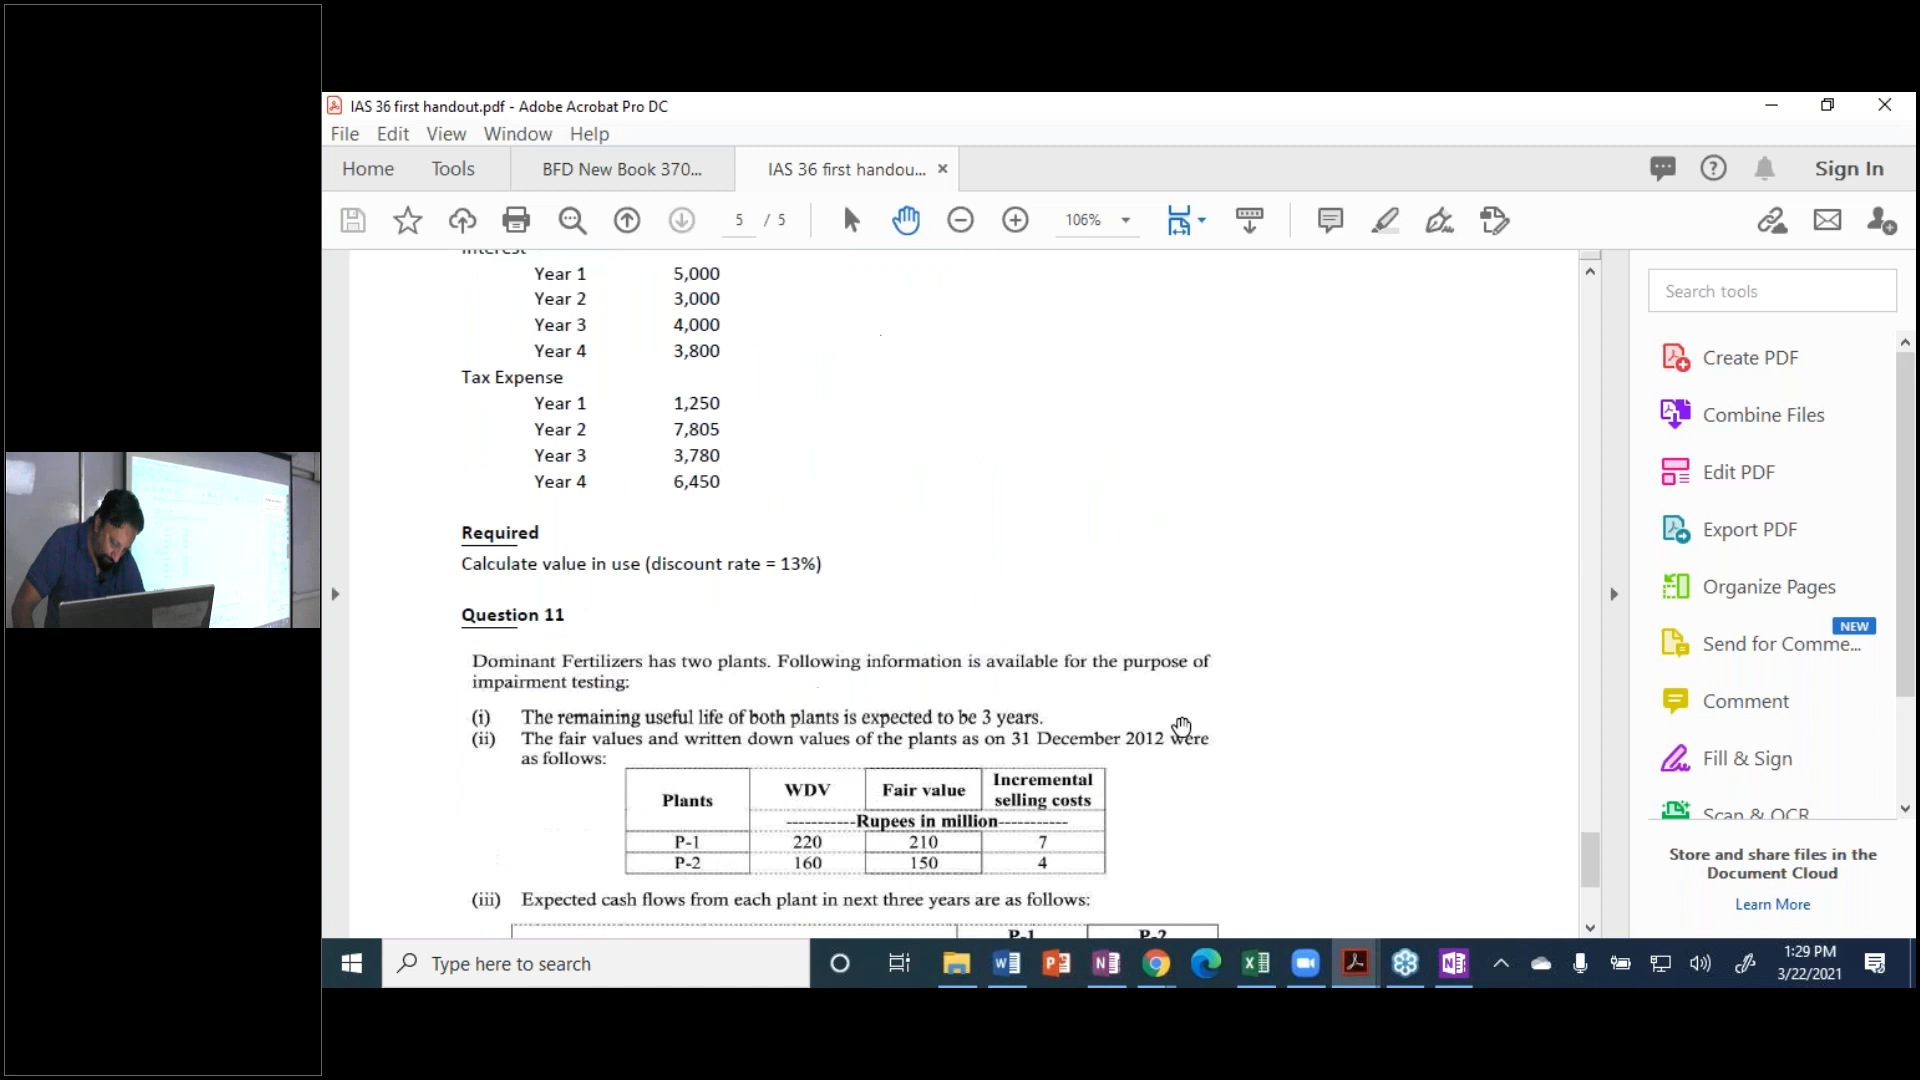 IAS 36 first handout.pdf - Adobe Acrobat Pro DC
File Edit View Window Help
Home Tools BFD New Book 370... IAS 36 first handou... × Sign In
5 / 5 106%
Interest
Year 1 5,000
Year 2 3,000
Year 3 4,000
Year 4 3,800
Tax Expense
Year 1 1,250
Year 2 7,805
Year 3 3,780
Year 4 6,450
Required
Calculate value in use (discount rate = 13%)
Question 11
Dominant Fertilizers has two plants. Following information is available for the purpose of
impairment testing:
(i) The remaining useful life of both plants is expected to be 3 years.
(ii) The fair values and written down values of the plants as on 31 December 2012 were
as follows:
Plants WDV Fair value Incremental
selling costs
-----------Rupees in million-----------
P-1 220 210 7
P-2 160 150 4
(iii) Expected cash flows from each plant in next three years are as follows:
P-1 P-2
Search tools
Create PDF
Combine Files
Edit PDF
Export PDF
Organize Pages
NEW
Send for Comme...
Comment
Fill & Sign
Scan & OCR
Store and share files in the
Document Cloud
Learn More
Type here to search
1:29 PM
3/22/2021